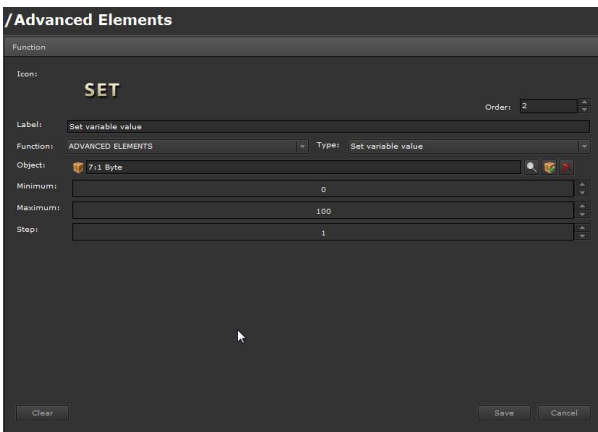 /Advanced Elements
Function
Icon:
SET
Order: 2
Label: Set variable value
Function: ADVANCED ELEMENTS Type: Set variable value
Object: 7:1 Byte
Minimum: 0
Maximum: 100
Step: 1
Clear Save Cancel